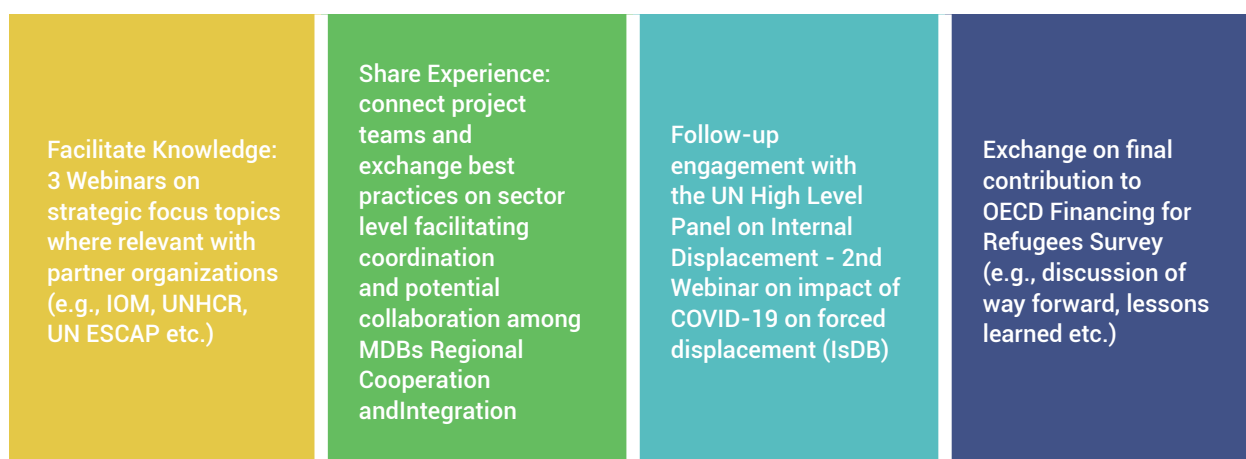 Facilitate Knowledge:
3 Webinars on
strategic focus topics
where relevant with
partner organizations
(e.g., IOM, UNHCR,
UN ESCAP etc.)
Share Experience:
connect project
teams and
exchange best
practices on sector
level facilitating
coordination
and potential
collaboration among
MDBs Regional
Cooperation
andIntegration
Follow-up
engagement with
the UN High Level
Panel on Internal
Displacement - 2nd
Webinar on impact of
COVID-19 on forced
displacement (IsDB)
Exchange on final
contribution to
OECD Financing for
Refugees Survey
(e.g., discussion of
way forward, lessons
learned etc.)